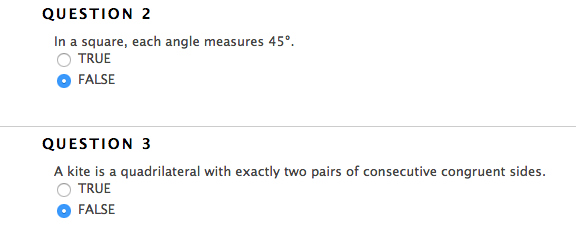 QUESTION 2
In a square, each angle measures 45°.
TRUE
FALSE
QUESTION 3
A kite is a quadrilateral with exactly two pairs of consecutive congruent sides.
TRUE
FALSE